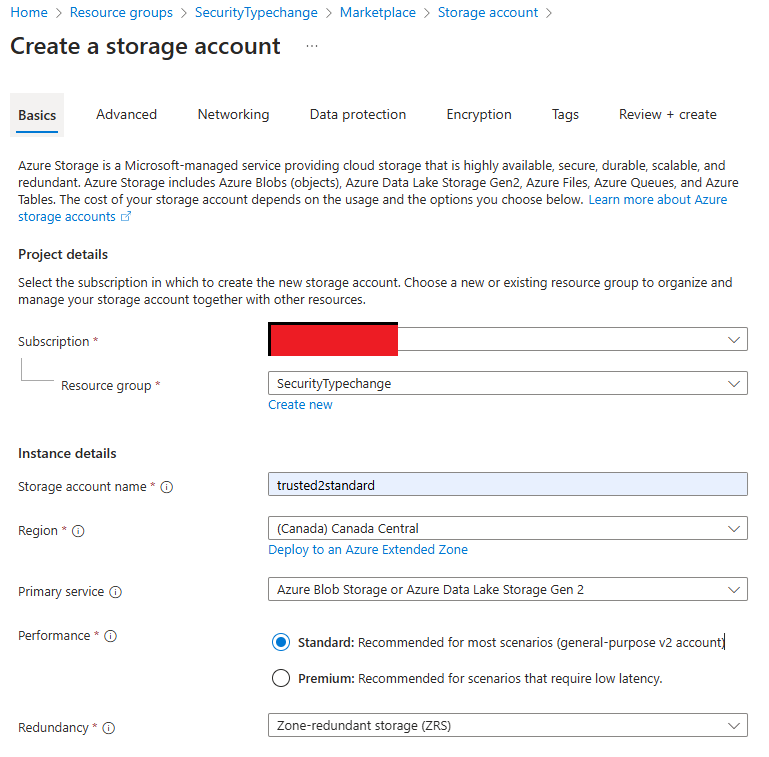 Home > Resource groups > SecurityTypechange > Marketplace > Storage account >
Create a storage account ...
Basics Advanced Networking Data protection Encryption Tags Review + create
Azure Storage is a Microsoft-managed service providing cloud storage that is highly available, secure, durable, scalable, and
redundant. Azure Storage includes Azure Blobs (objects), Azure Data Lake Storage Gen2, Azure Files, Azure Queues, and Azure
Tables. The cost of your storage account depends on the usage and the options you choose below. Learn more about Azure
storage accounts
Project details
Select the subscription in which to create the new storage account. Choose a new or existing resource group to organize and
manage your storage account together with other resources.
Subscription *
Resource group * SecurityTypechange
Create new
Instance details
Storage account name * trusted2standard
Region * (Canada) Canada Central
Deploy to an Azure Extended Zone
Primary service Azure Blob Storage or Azure Data Lake Storage Gen 2
Performance * Standard: Recommended for most scenarios (general-purpose v2 account)
Premium: Recommended for scenarios that require low latency.
Redundancy * Zone-redundant storage (ZRS)